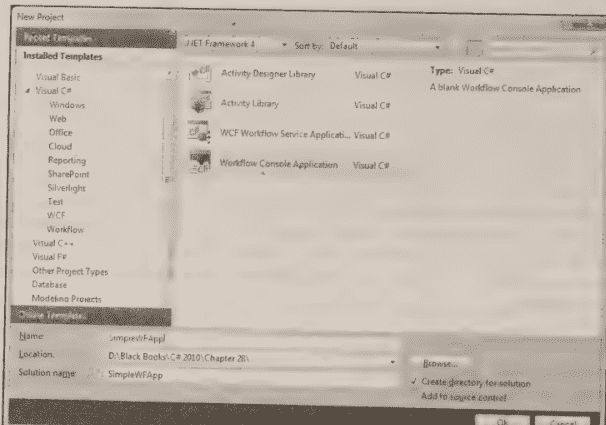 New Project
Recent Templates
.NET Framework 4
Sort by: Default
Installed Templates
Visual Basic
Visual C#
Windows
Web
Office
Cloud
Reporting
SharePoint
Silverlight
Test
WCF
Workflow
Visual C++
Visual F#
Other Project Types
Database
Modeling Projects
Online Templates
Activity Designer Library Visual C#
Activity Library Visual C#
WCF Workflow Service Applicati... Visual C#
Workflow Console Application Visual C#
Type: Visual C#
A blank Workflow Console Application
Name: SimpleWFApp
Location: D:\Black Books\C# 2010\Chapter 28\
Browse...
Solution name: SimpleWFApp
Create directory for solution
Add to source control
Ok Cancel